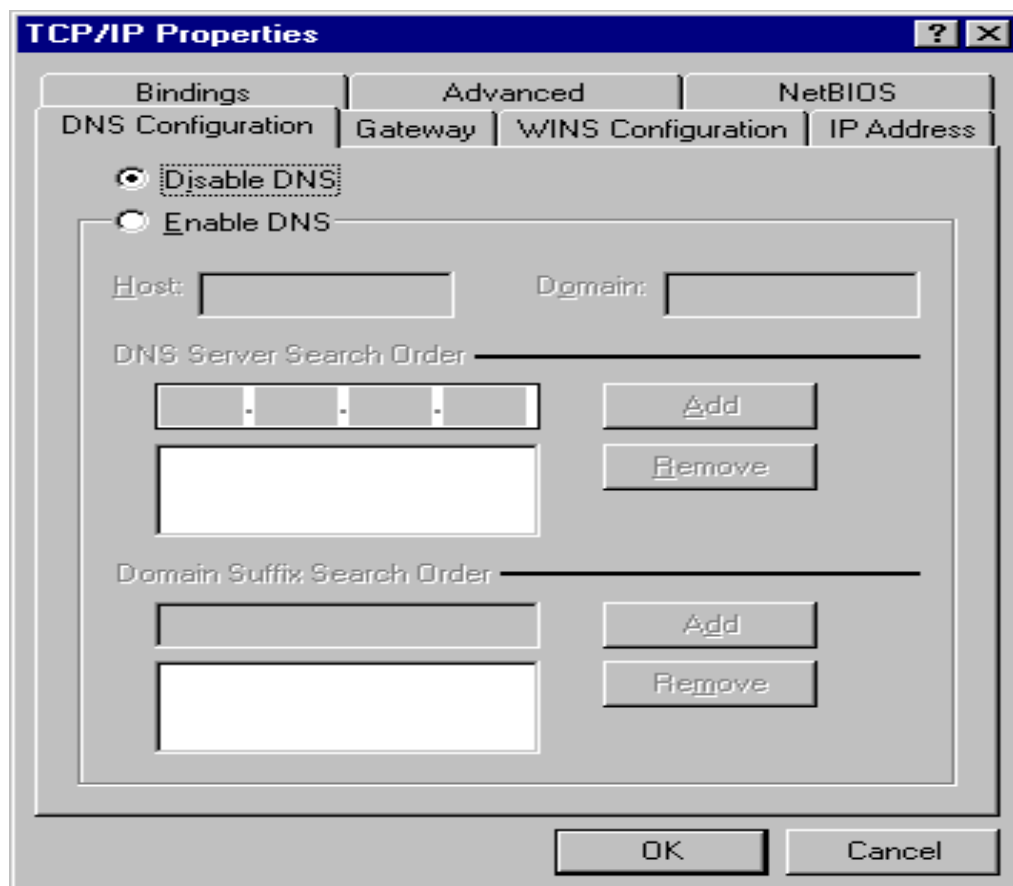 TCP/IP Properties
Bindings Advanced NetBIOS
DNS Configuration Gateway WINS Configuration IP Address
Disable DNS
Enable DNS
Host: Domain:
DNS Server Search Order
Add
Remove
Domain Suffix Search Order
Add
Remove
OK Cancel